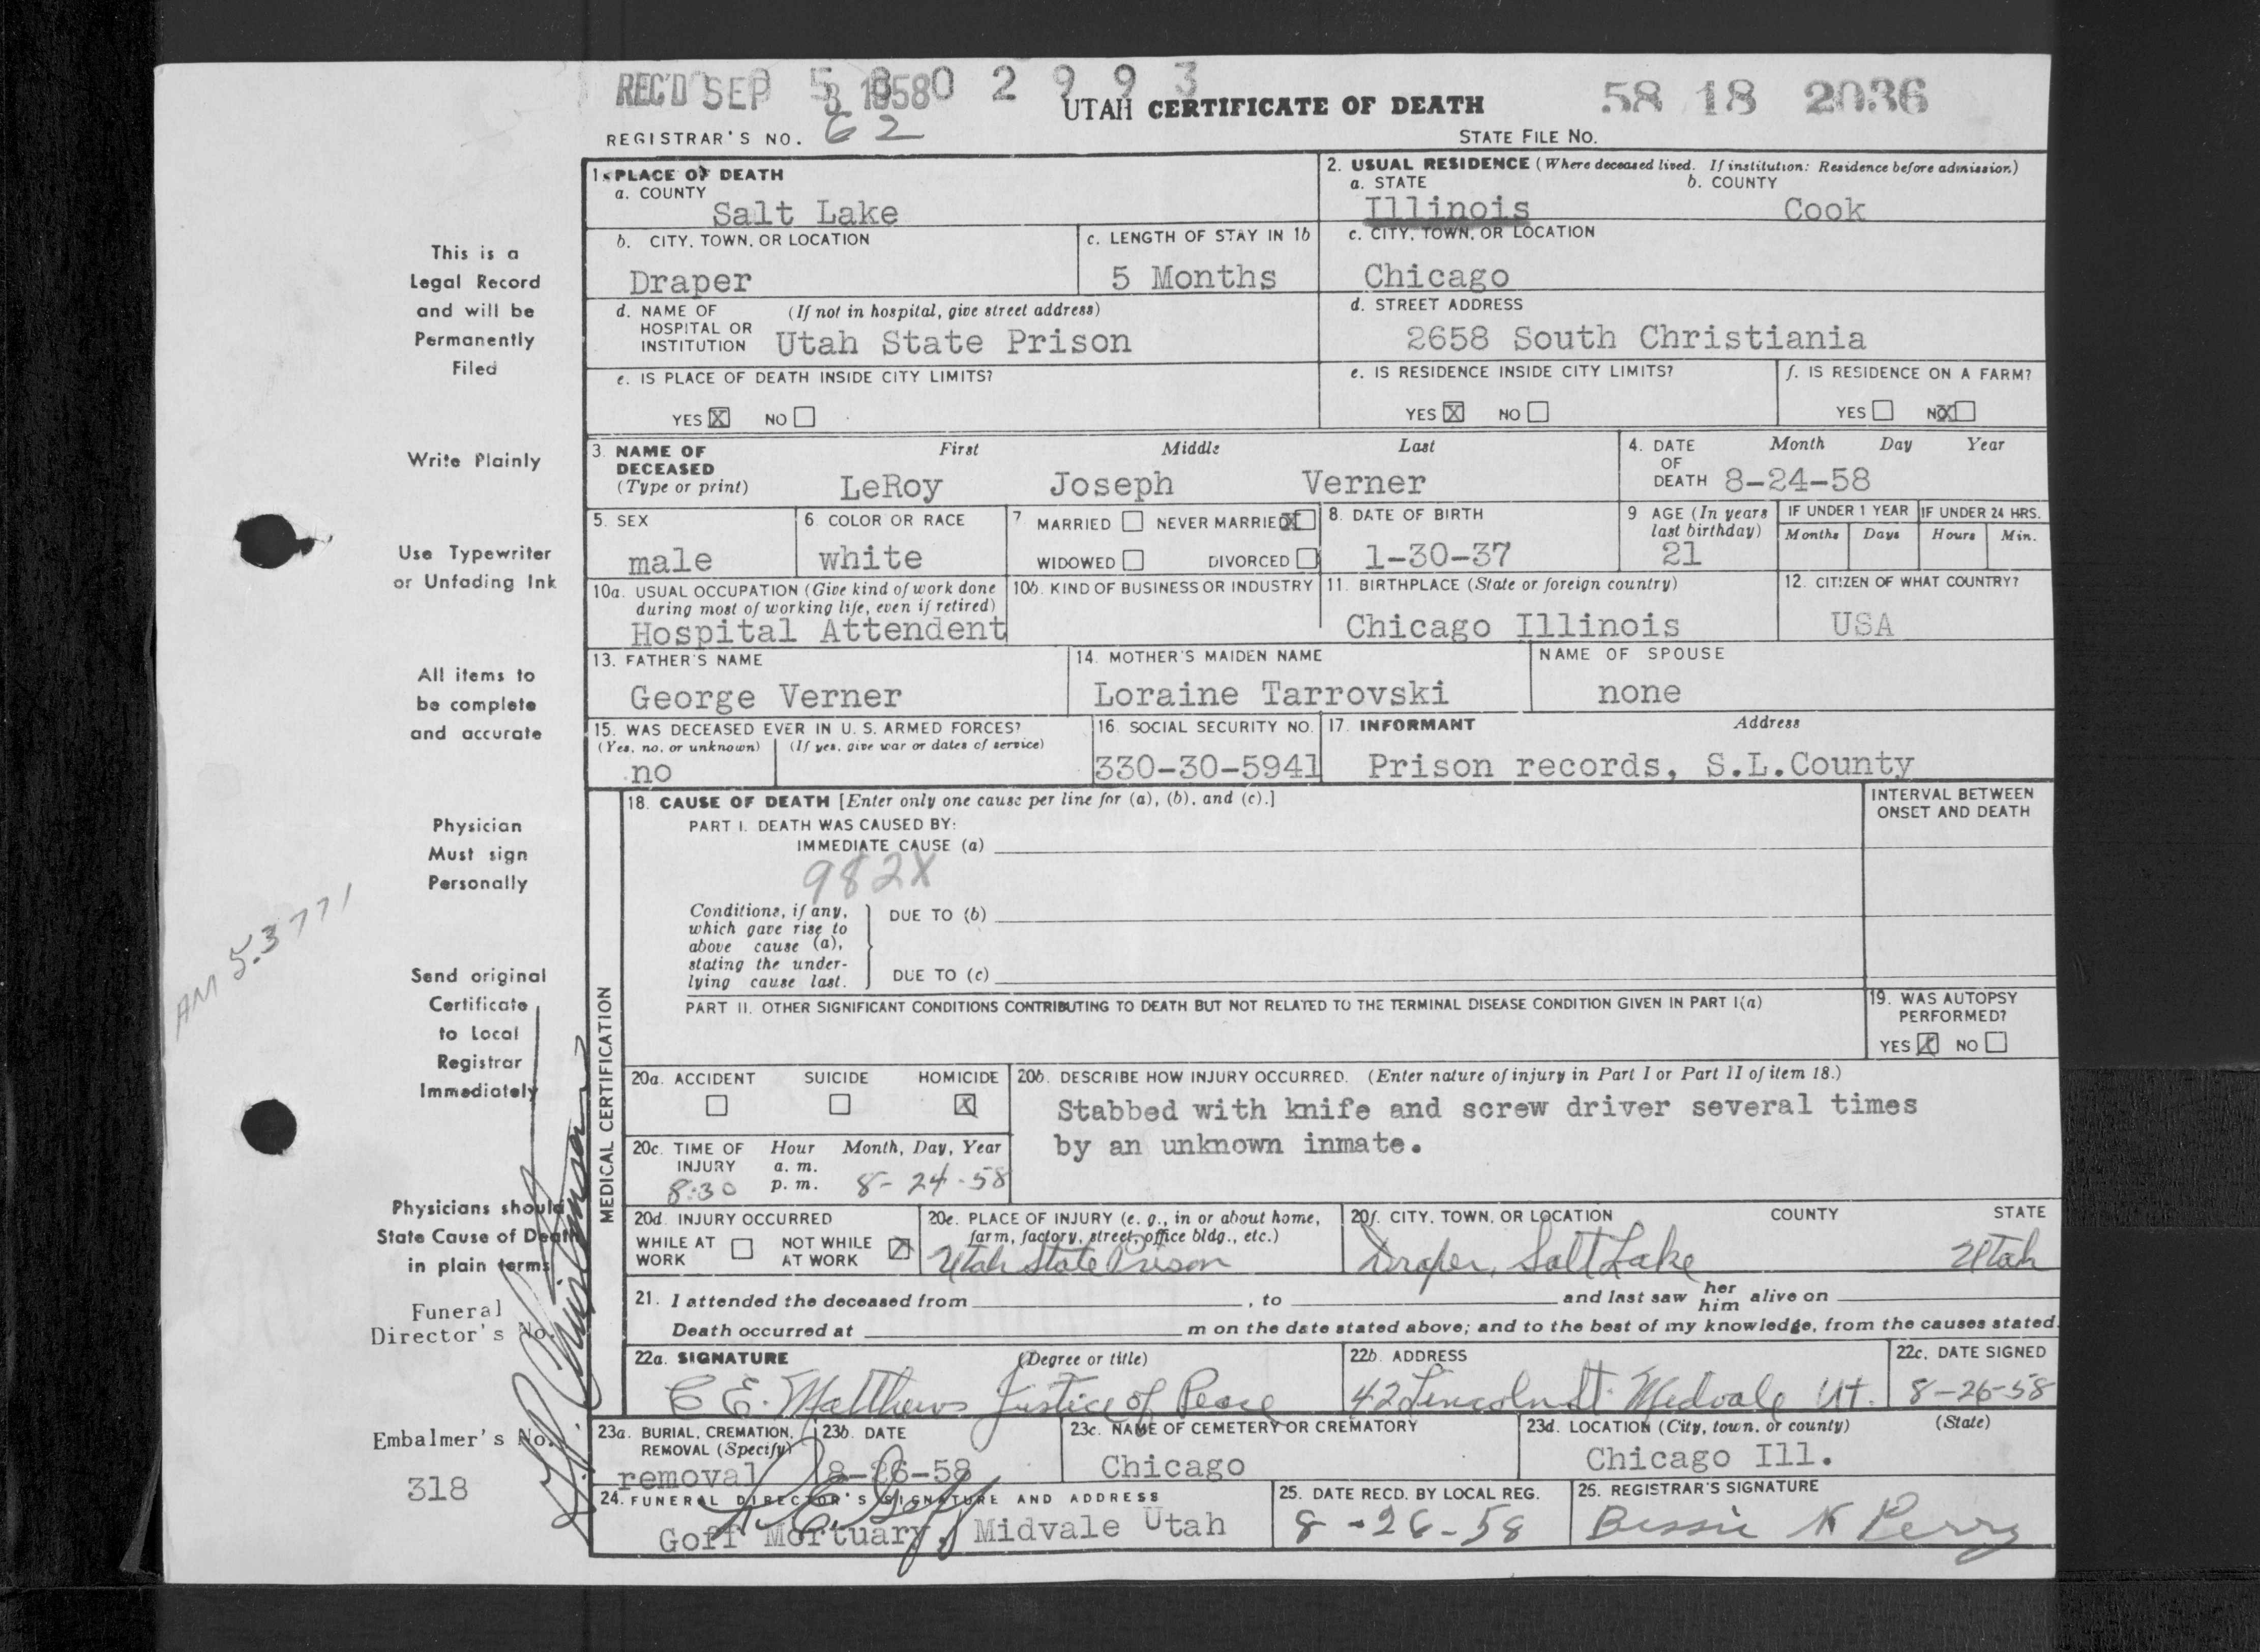 REC'D SEP 3 1958
5 8 0 2 9 9 3
UTAH CERTIFICATE OF DEATH
58 18 2036
REGISTRAR'S NO. 62
STATE FILE NO.
1. PLACE OF DEATH
a. COUNTY
Salt Lake
2. USUAL RESIDENCE (Where deceased lived. If institution: Residence before admission)
a. STATE b. COUNTY
Illinois Cook
b. CITY, TOWN, OR LOCATION
Draper
c. LENGTH OF STAY IN 1b
5 Months
c. CITY, TOWN, OR LOCATION
Chicago
d. NAME OF (If not in hospital, give street address)
HOSPITAL OR
INSTITUTION Utah State Prison
d. STREET ADDRESS
2658 South Christiania
e. IS PLACE OF DEATH INSIDE CITY LIMITS?
YES X NO
e. IS RESIDENCE INSIDE CITY LIMITS?
YES X NO
f. IS RESIDENCE ON A FARM?
YES NO X
3. NAME OF DECEASED (Type or print)
First Middle Last
LeRoy Joseph Verner
4. DATE OF DEATH
Month Day Year
8-24-58
5. SEX
male
6. COLOR OR RACE
white
7. MARRIED NEVER MARRIED X
WIDOWED DIVORCED
8. DATE OF BIRTH
1-30-37
9 AGE (In years
last birthday)
21
IF UNDER 1 YEAR IF UNDER 24 HRS.
Months Days Hours Min.
10a. USUAL OCCUPATION (Give kind of work done
during most of working life, even if retired)
Hospital Attendent
10b. KIND OF BUSINESS OR INDUSTRY
11. BIRTHPLACE (State or foreign country)
Chicago Illinois
12. CITIZEN OF WHAT COUNTRY?
USA
13. FATHER'S NAME
George Verner
14. MOTHER'S MAIDEN NAME
Loraine Tarrovski
NAME OF SPOUSE
none
15. WAS DECEASED EVER IN U. S. ARMED FORCES?
(Yes, no, or unknown) (If yes, give war or dates of service)
no
16. SOCIAL SECURITY NO.
330-30-5941
17. INFORMANT Address
Prison records, S.L.County
MEDICAL CERTIFICATION
18. CAUSE OF DEATH [Enter only one cause per line for (a), (b), and (c).]
PART I. DEATH WAS CAUSED BY:
IMMEDIATE CAUSE (a)
982X
Conditions, if any,
which gave rise to
above cause (a),
stating the under-
lying cause last.
DUE TO (b)
DUE TO (c)
INTERVAL BETWEEN
ONSET AND DEATH
PART II. OTHER SIGNIFICANT CONDITIONS CONTRIBUTING TO DEATH BUT NOT RELATED TO THE TERMINAL DISEASE CONDITION GIVEN IN PART I(a)
19. WAS AUTOPSY
PERFORMED?
YES X NO
20a. ACCIDENT SUICIDE HOMICIDE
X
20b. DESCRIBE HOW INJURY OCCURRED. (Enter nature of injury in Part I or Part II of item 18.)
Stabbed with knife and screw driver several times
by an unknown inmate.
20c. TIME OF INJURY
Hour Month, Day, Year
a. m.
p. m.
8:30 8-24-58
20d. INJURY OCCURRED
WHILE AT WORK NOT WHILE AT WORK X
20e. PLACE OF INJURY (e. g., in or about home,
farm, factory, street, office bldg., etc.)
Utah State Prison
20f. CITY, TOWN, OR LOCATION COUNTY STATE
Draper, Salt Lake Utah
21. I attended the deceased from , to and last saw her him alive on
Death occurred at m on the date stated above; and to the best of my knowledge, from the causes stated.
22a. SIGNATURE (Degree or title)
C E. Matthews Justice of Peace
22b. ADDRESS
42 Lincoln St. Medvale Ut.
22c. DATE SIGNED
8-26-58
23a. BURIAL, CREMATION,
REMOVAL (Specify)
removal
23b. DATE
8-26-58
23c. NAME OF CEMETERY OR CREMATORY
Chicago
23d. LOCATION (City, town, or county) (State)
Chicago Ill.
24. FUNERAL DIRECTOR'S SIGNATURE AND ADDRESS
Goff Mortuary, Midvale Utah
25. DATE RECD. BY LOCAL REG.
8-26-58
26. REGISTRAR'S SIGNATURE
Bessie N Perry
This is a
Legal Record
and will be
Permanently
Filed
Write Plainly
Use Typewriter
or Unfading Ink
All items to
be complete
and accurate
Physician
Must sign
Personally
AM 5.3771
Send original
Certificate
to Local
Registrar
Immediately
Physicians should
State Cause of Death
in plain terms
Funeral
Director's No.
Embalmer's No.
318